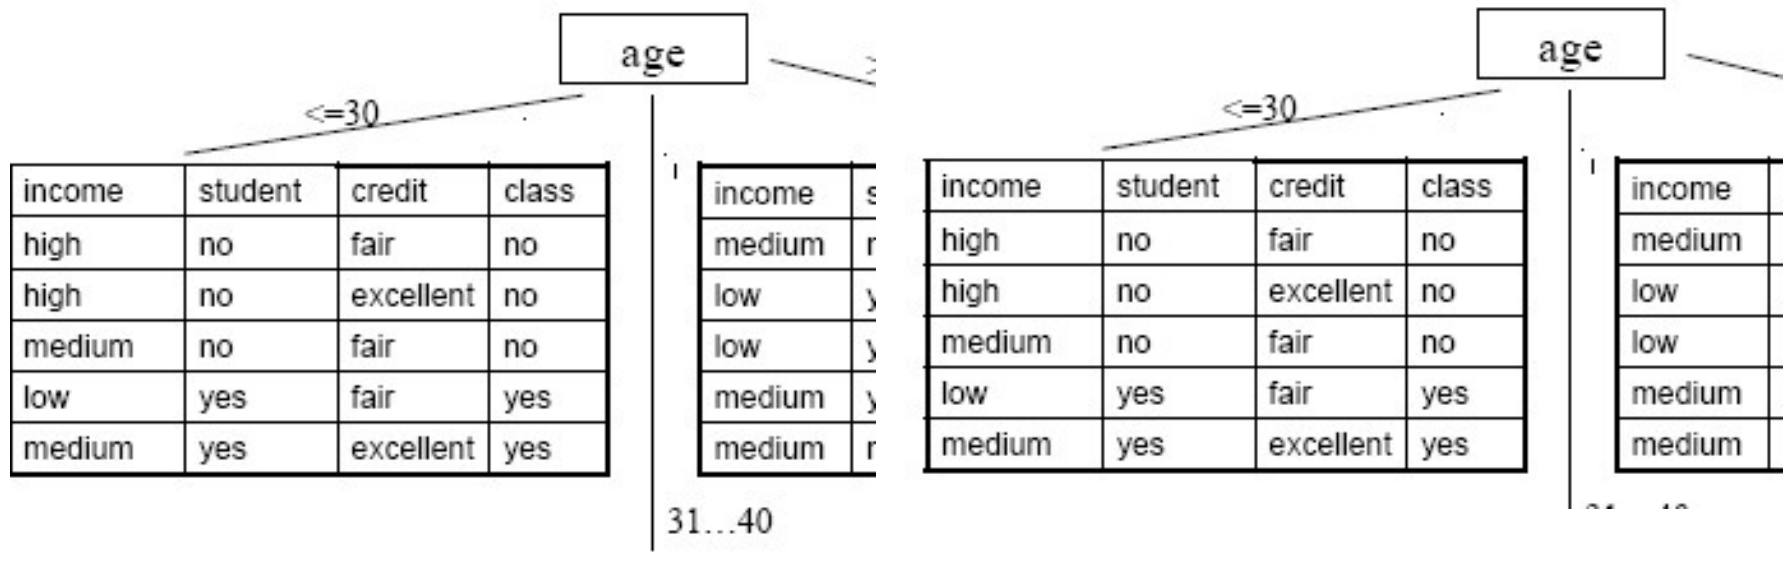 age
age
<=30
<=30
income student credit class
income
income student credit class
income
high no fair no
medium
high no fair no
medium
high no excellent no
low
high no excellent no
low
medium no fair no
low
medium no fair no
low
low yes fair yes
medium
low yes fair yes
medium
medium yes excellent yes
medium
medium yes excellent yes
medium
31...40